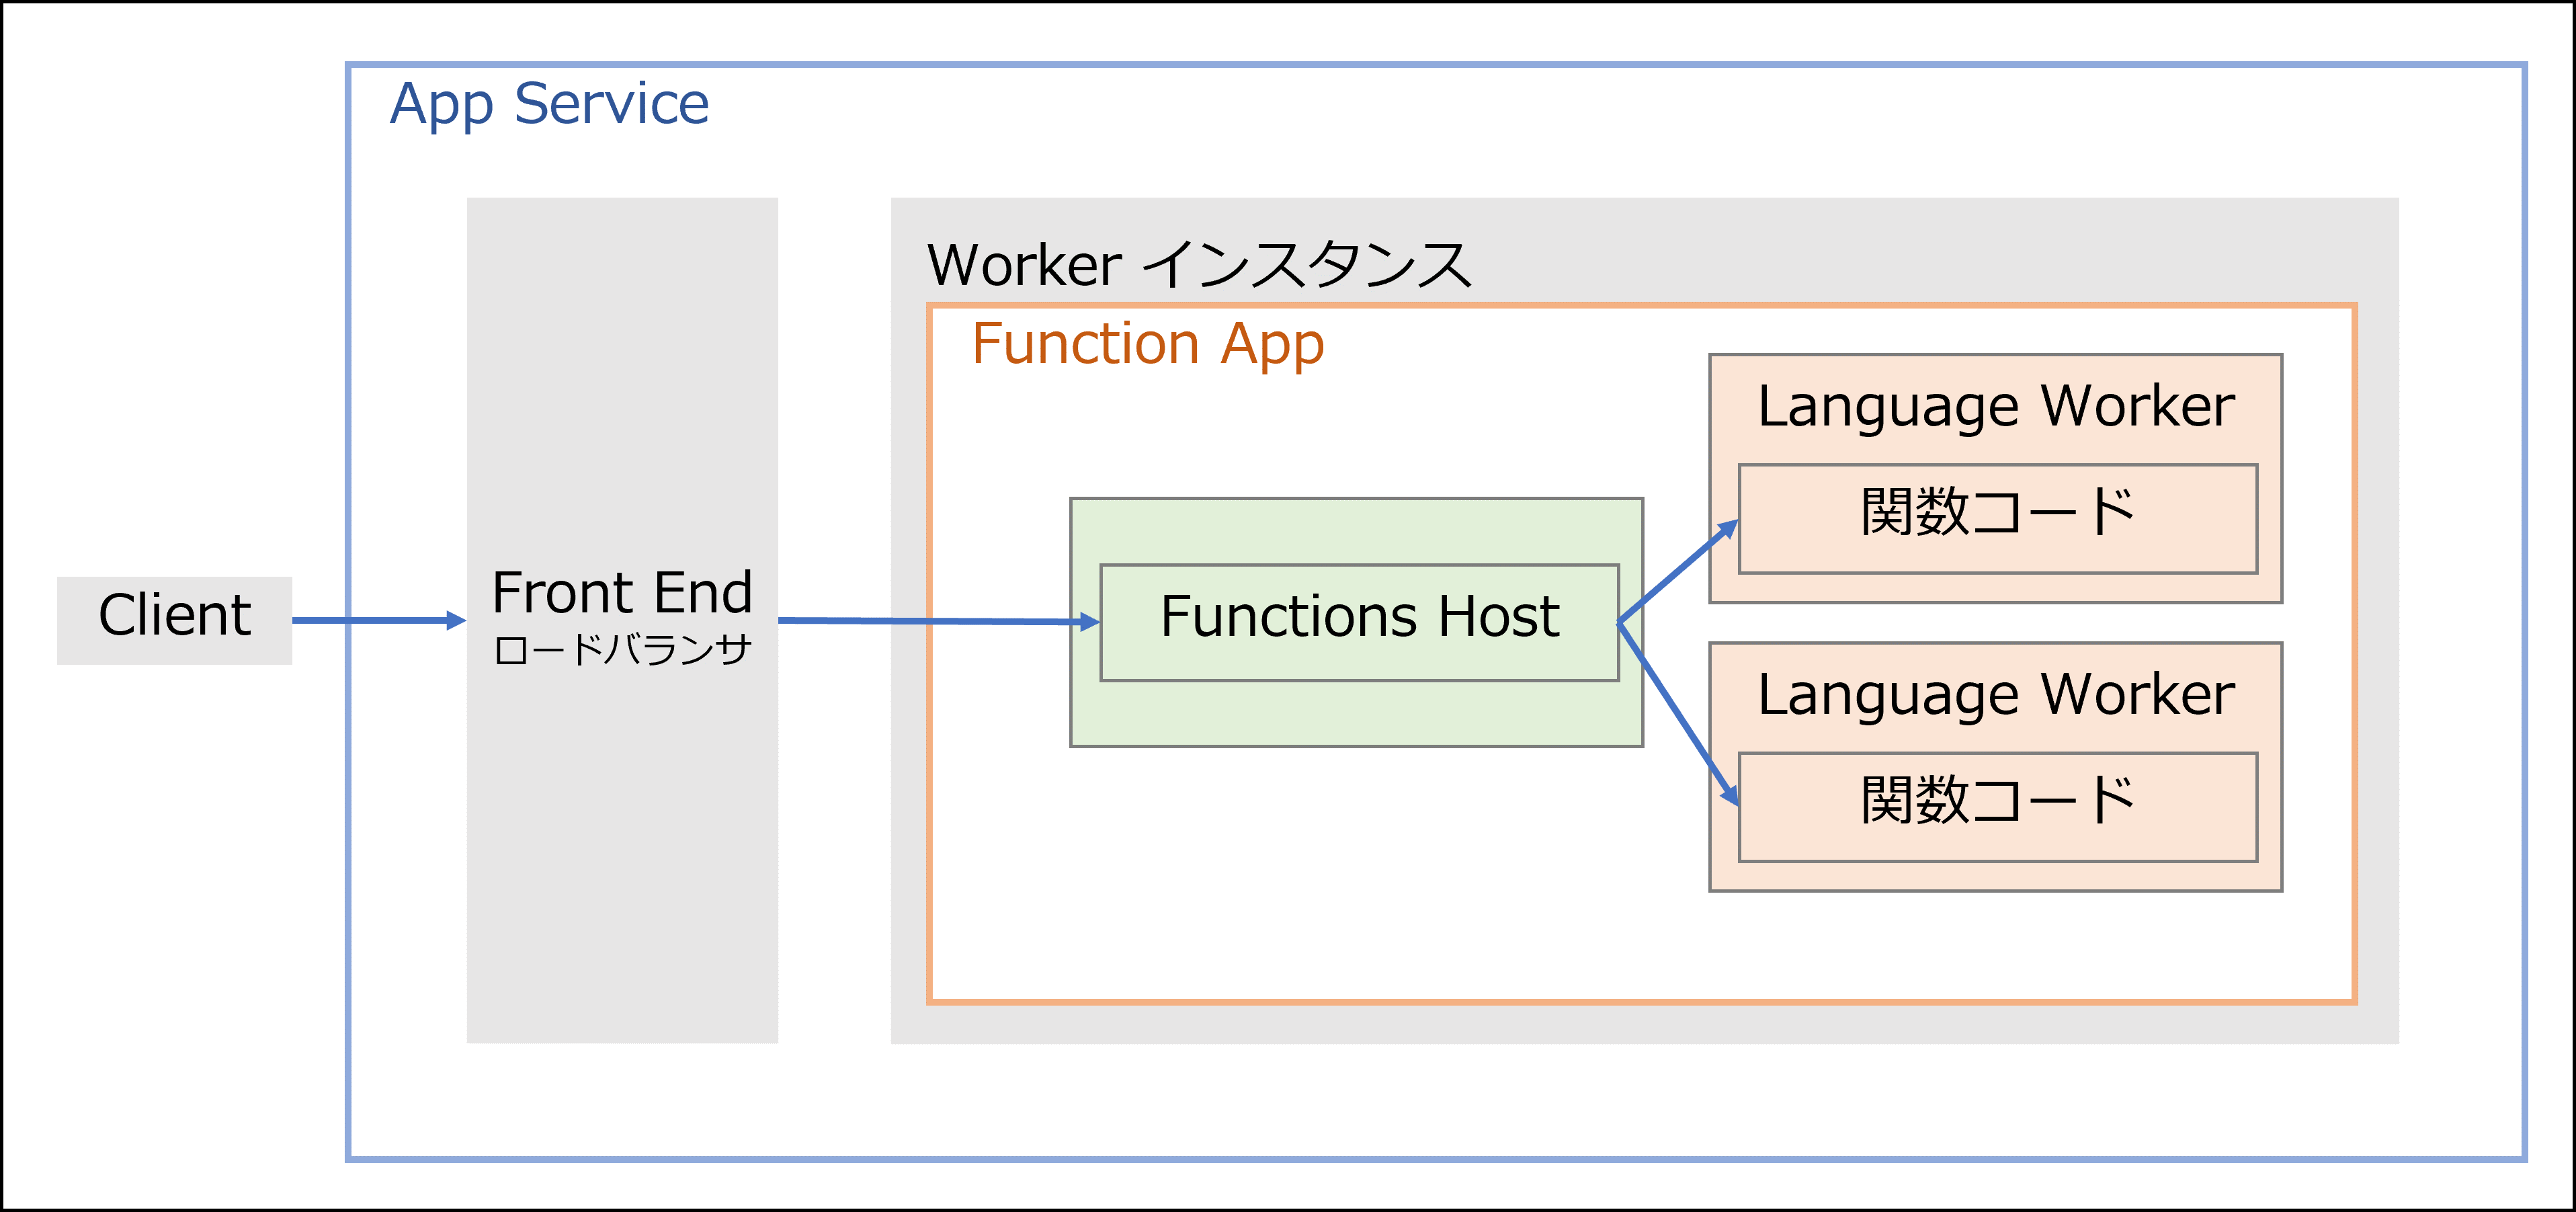 App Service
Client
Front End
ロードバランサ
Worker インスタンス
Function App
Functions Host
Language Worker
関数コード
Language Worker
関数コード